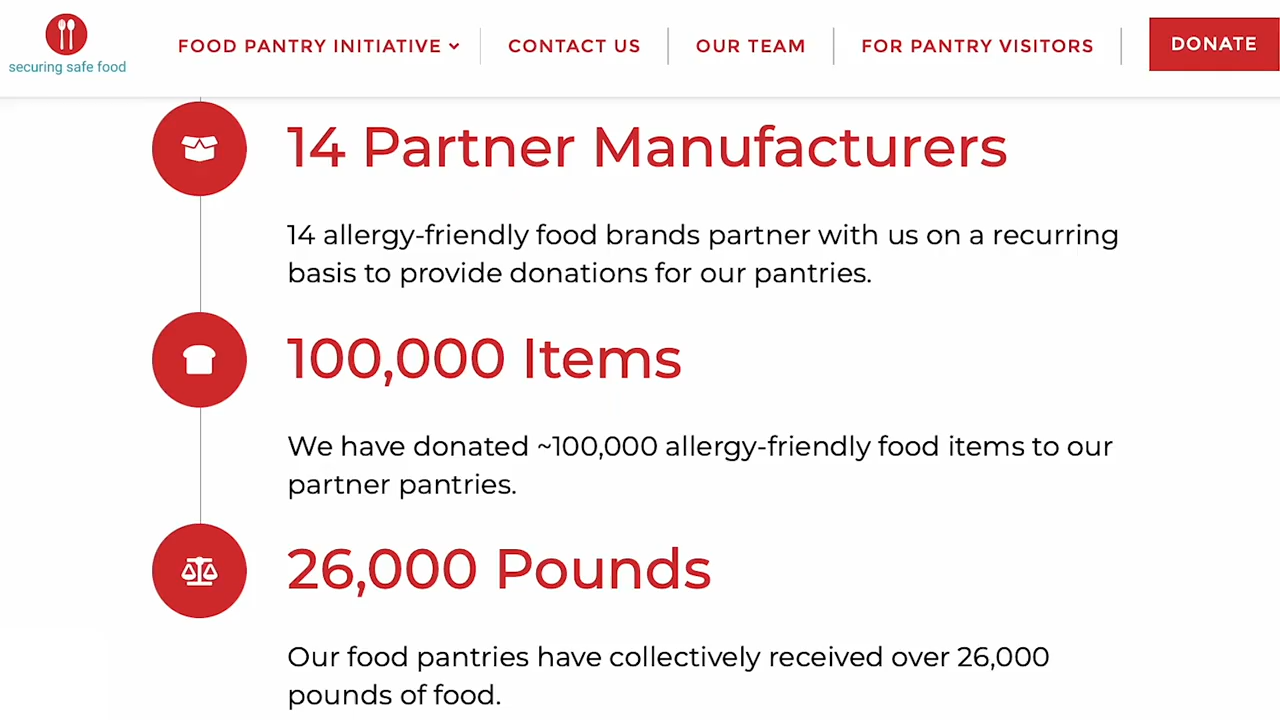 securing safe food
FOOD PANTRY INITIATIVE
CONTACT US
OUR TEAM
FOR PANTRY VISITORS
DONATE
14 Partner Manufacturers
14 allergy-friendly food brands partner with us on a recurring
basis to provide donations for our pantries.
100,000 Items
We have donated ~100,000 allergy-friendly food items to our
partner pantries.
26,000 Pounds
Our food pantries have collectively received over 26,000
pounds of food.